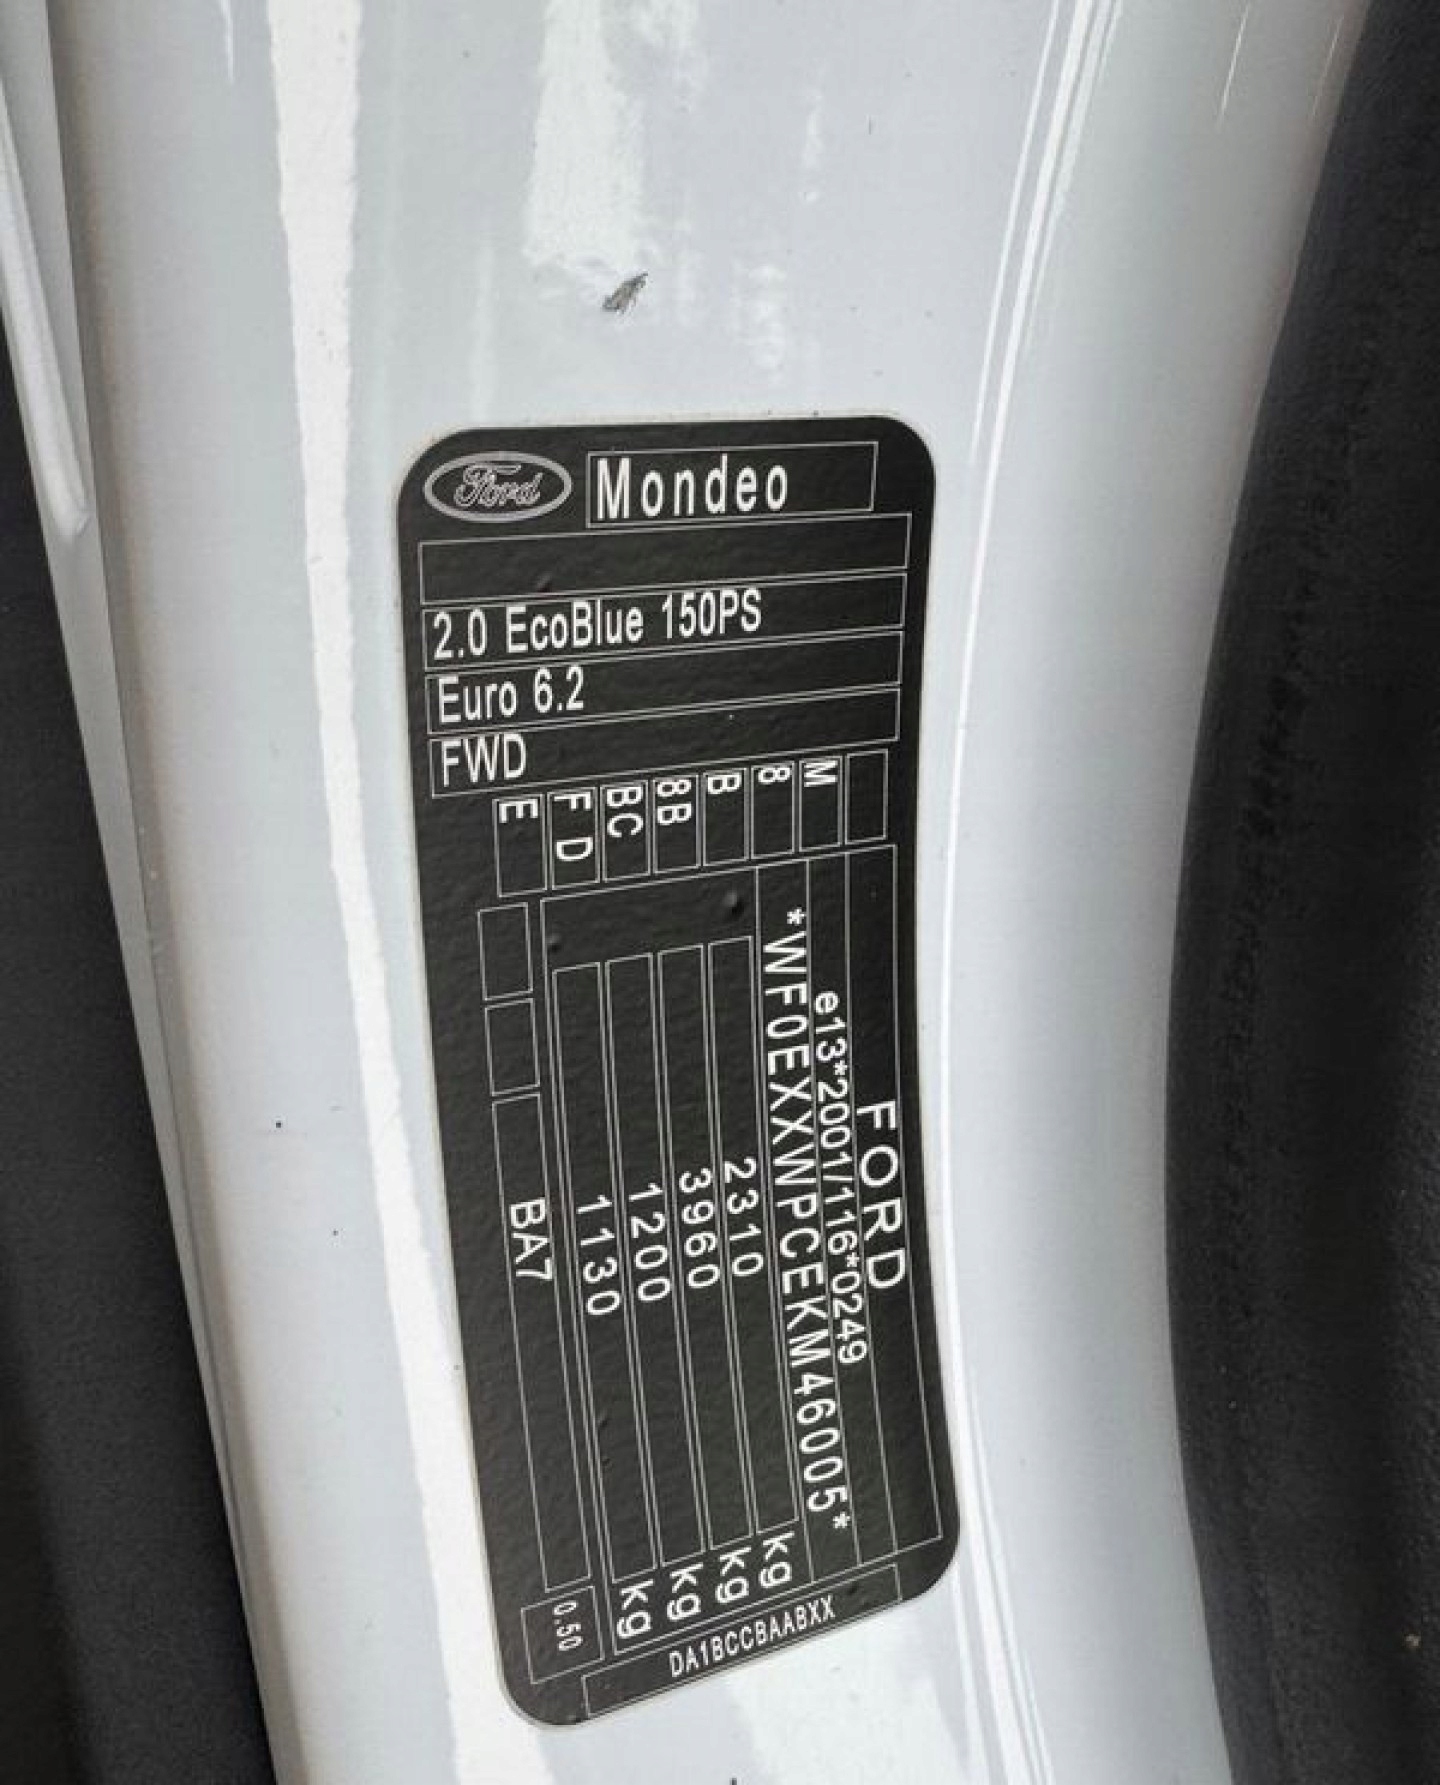 Ford
Mondeo
2.0 EcoBlue 150PS
Euro 6.2
FWD
M
8
B
8B
BC
F D
E
FORD
e13*2001/116*0249
*WF0EXXWPCEKM46005*
2310 kg
3960 kg
1200 kg
1130 kg
BA7
0.50
DA1BCCBAABXX